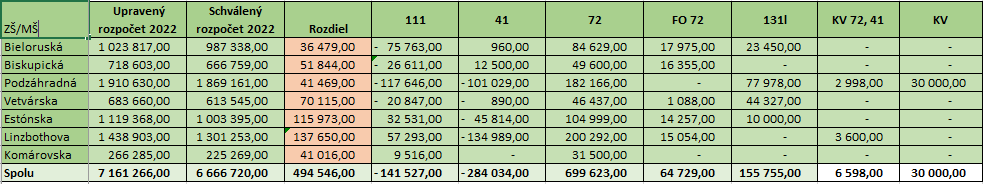 ZŠ/MŠ Upravený rozpočet 2022 Schválený rozpočet 2022 Rozdiel 111 41 72 FO 72 131l KV 72, 41 KV
Bieloruská 1 023 817,00 987 338,00 36 479,00 - 75 763,00 960,00 84 629,00 17 975,00 23 450,00 - -
Biskupická 718 603,00 666 759,00 51 844,00 - 26 611,00 12 500,00 49 600,00 16 355,00 - - -
Podzáhradná 1 910 630,00 1 869 161,00 41 469,00 - 117 646,00 - 101 029,00 182 166,00 - 77 978,00 2 998,00 30 000,00
Vetvárska 683 660,00 613 545,00 70 115,00 - 20 847,00 - 890,00 46 437,00 1 088,00 44 327,00 - -
Estónska 1 119 368,00 1 003 395,00 115 973,00 32 531,00 - 45 814,00 104 999,00 14 257,00 10 000,00 - -
Linzbothova 1 438 903,00 1 301 253,00 137 650,00 57 293,00 - 134 989,00 200 292,00 15 054,00 - 3 600,00 -
Komárovska 266 285,00 225 269,00 41 016,00 9 516,00 - 31 500,00 - - - -
Spolu 7 161 266,00 6 666 720,00 494 546,00 - 141 527,00 - 284 034,00 699 623,00 64 729,00 155 755,00 6 598,00 30 000,00